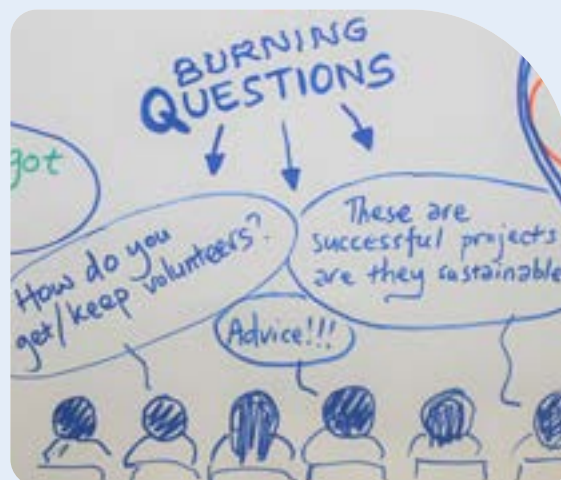 BURNING
QUESTIONS
got
How do you
get/keep volunteers?
These are
successful projects
are they sustainable
Advice!!!